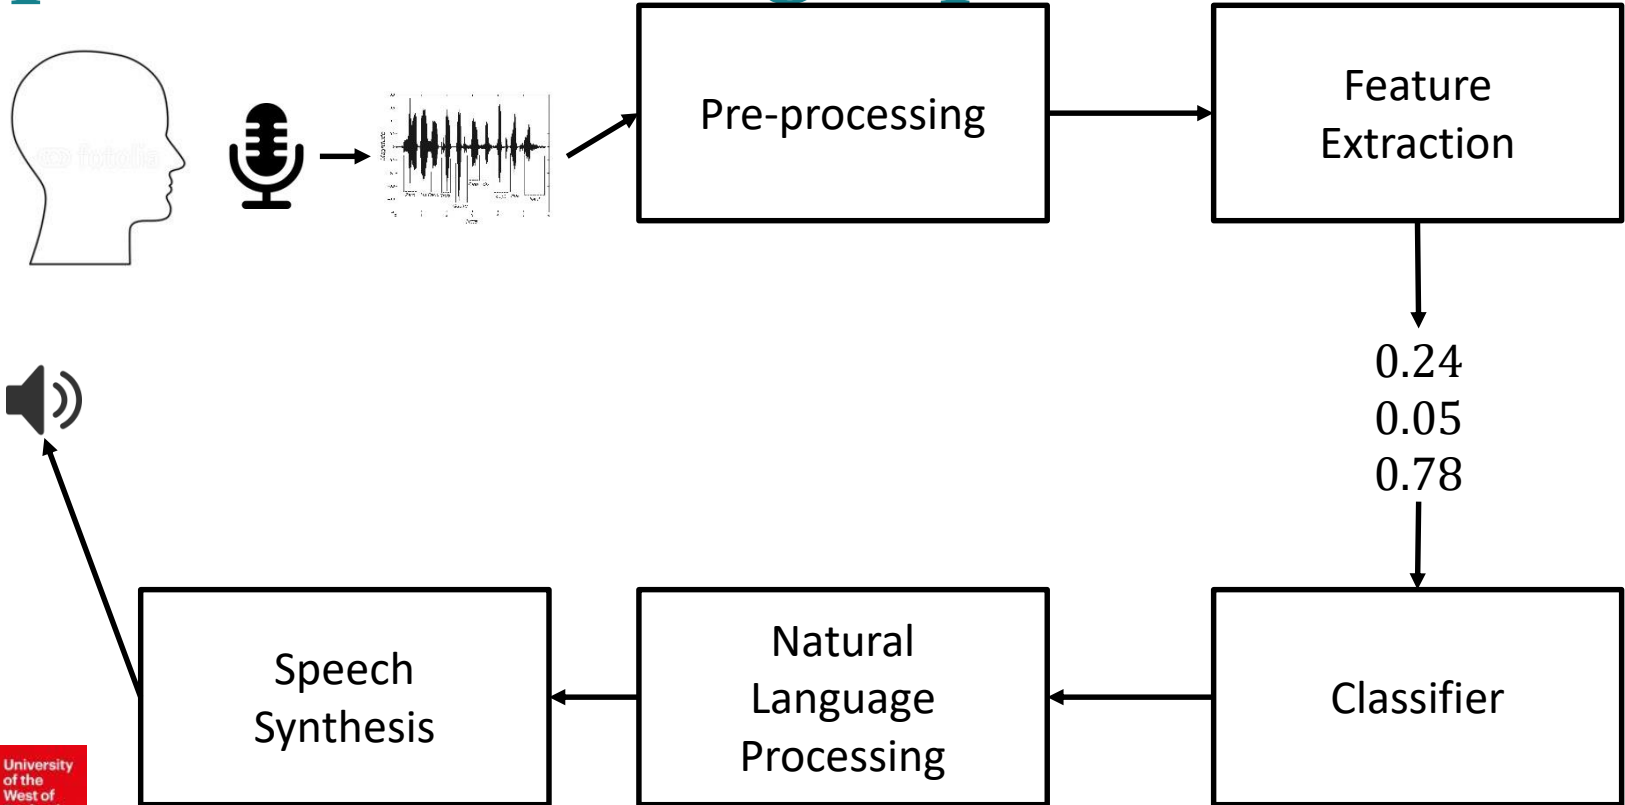 Pre-processing
Feature
Extraction
fotolia
0.24
0.05
0.78
Speech
Synthesis
Natural
Language
Processing
Classifier
University
of the
West of